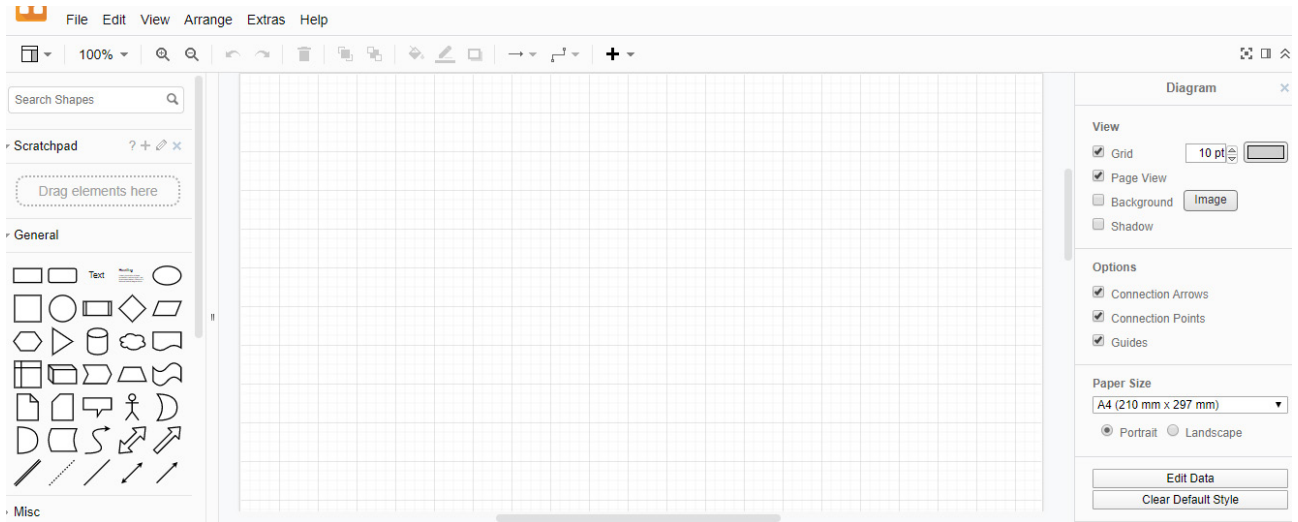 File Edit View Arrange Extras Help
100%
Search Shapes
Scratchpad ?
Drag elements here
General
Text
Misc
Diagram
View
Grid 10 pt
Page View
Background Image
Shadow
Options
Connection Arrows
Connection Points
Guides
Paper Size
A4 (210 mm x 297 mm)
Portrait Landscape
Edit Data
Clear Default Style